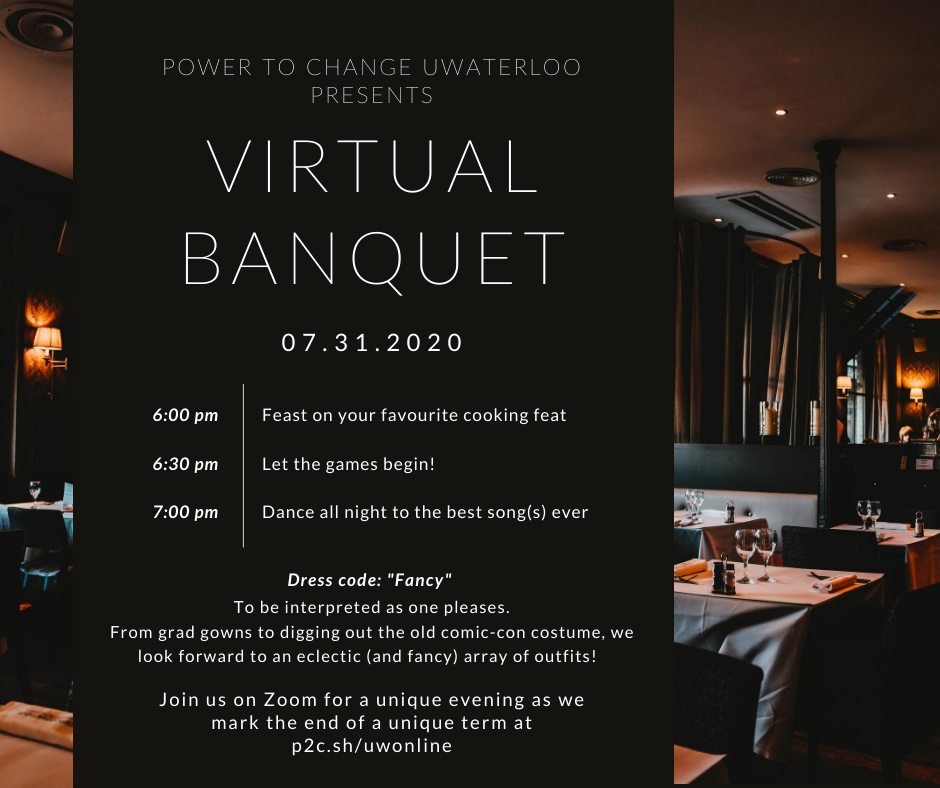 POWER TO CHANGE UWATERLOO
PRESENTS
VIRTUAL
BANQUET
07.31.2020
6:00 pm Feast on your favourite cooking feat
6:30 pm Let the games begin!
7:00 pm Dance all night to the best song(s) ever
Dress code: "Fancy"
To be interpreted as one pleases.
From grad gowns to digging out the old comic-con costume, we
look forward to an eclectic (and fancy) array of outfits!
Join us on Zoom for a unique evening as we
mark the end of a unique term at
p2c.sh/uwonline